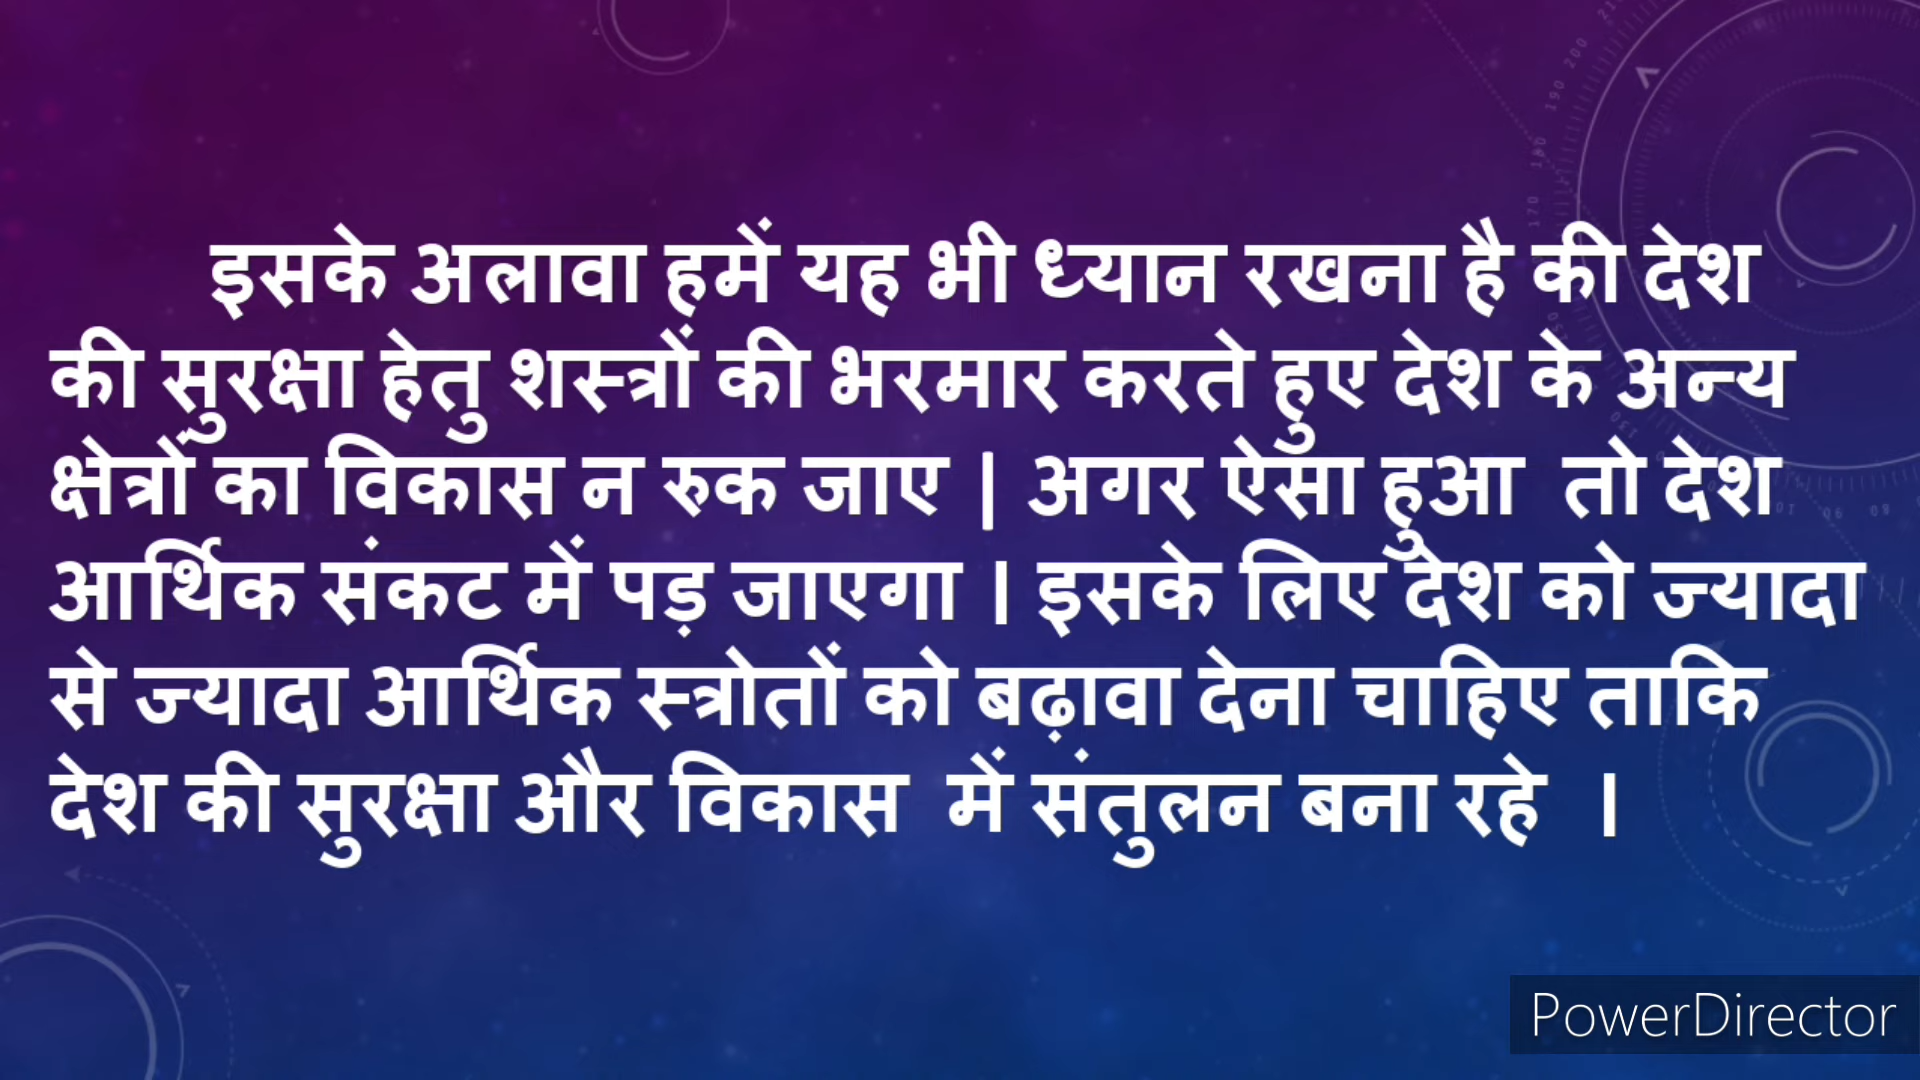 इसके अलावा हमें यह भी ध्यान रखना है की देश
की सुरक्षा हेतु शस्त्रों की भरमार करते हुए देश के अन्य
क्षेत्रों का विकास न रुक जाए | अगर ऐसा हुआ तो देश
आर्थिक संकट में पड़ जाएगा । इसके लिए देश को ज्यादा
से ज्यादा आर्थिक स्त्रोतों को बढ़ावा देना चाहिए ताकि
देश की सुरक्षा और विकास में संतुलन बना रहे ।
PowerDirector